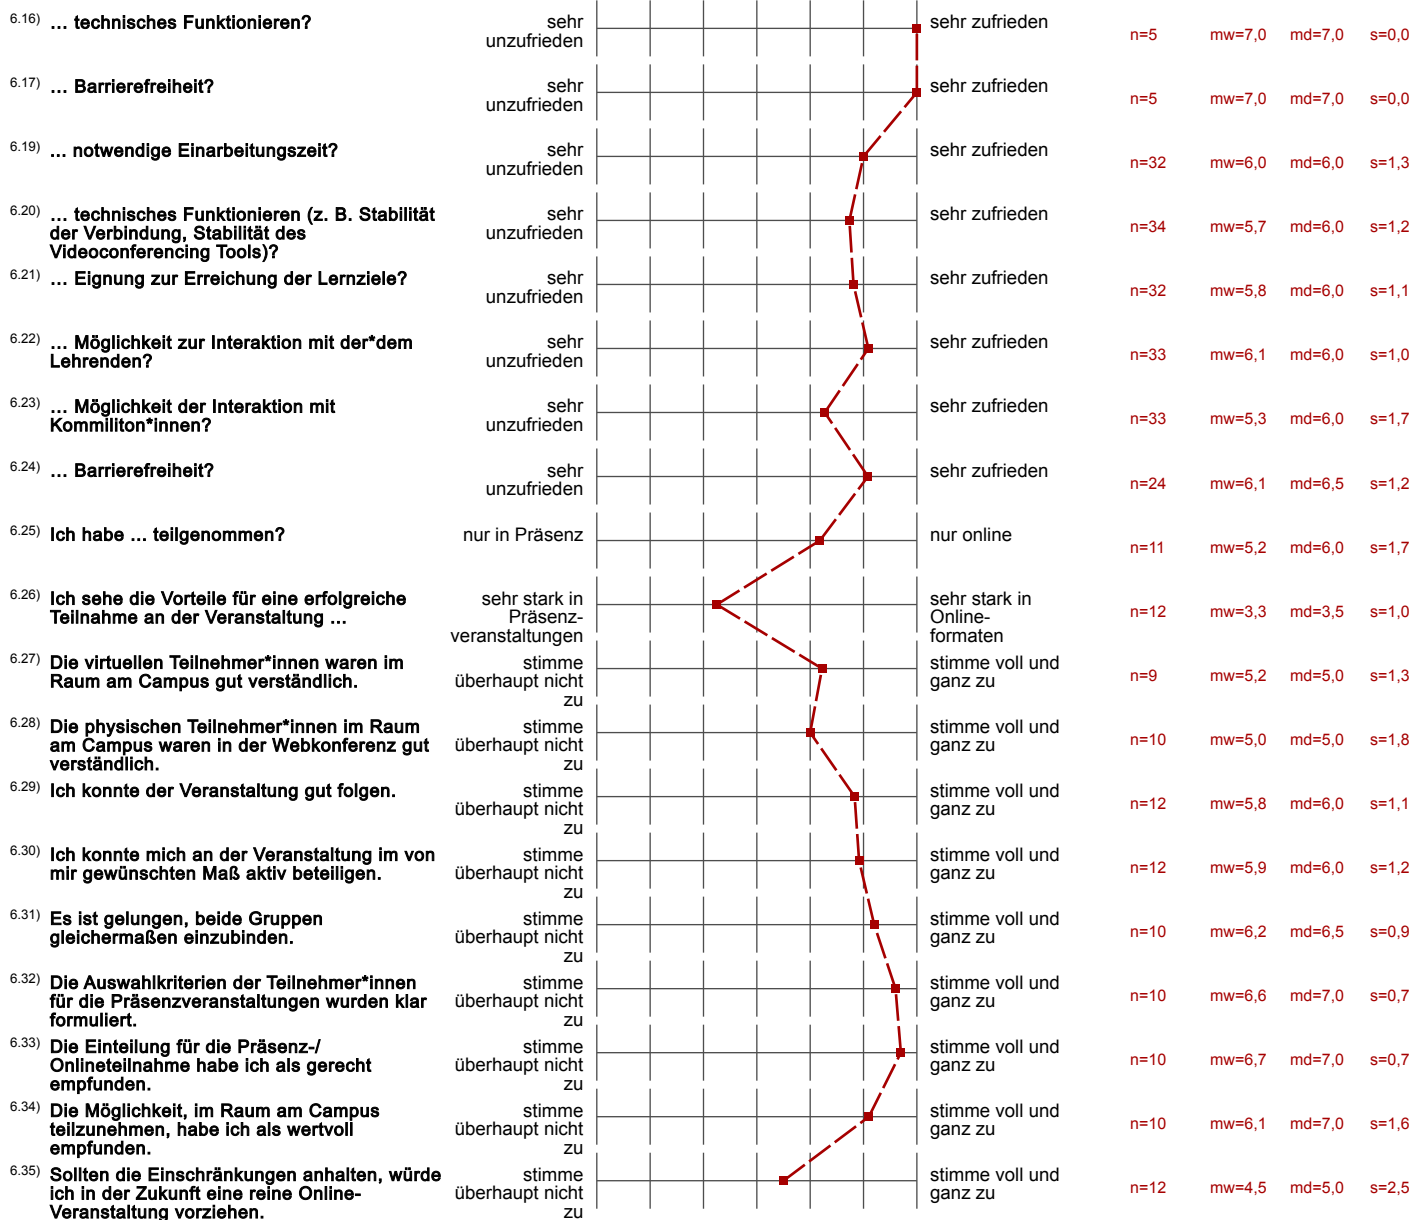 6.16) ... technisches Funktionieren? sehr sehr zufrieden
unzufrieden n=5 mw=7,0 md=7,0 s=0,0
6.17) ... Barrierefreiheit? sehr sehr zufrieden
unzufrieden n=5 mw=7,0 md=7,0 s=0,0
6.19) ... notwendige Einarbeitungszeit? sehr sehr zufrieden
unzufrieden n=32 mw=6,0 md=6,0 s=1,3
6.20) ... technisches Funktionieren (z. B. Stabilität sehr sehr zufrieden
der Verbindung, Stabilität des unzufrieden n=34 mw=5,7 md=6,0 s=1,2
Videoconferencing Tools)?
6.21) ... Eignung zur Erreichung der Lernziele? sehr sehr zufrieden
unzufrieden n=32 mw=5,8 md=6,0 s=1,1
6.22) ... Möglichkeit zur Interaktion mit der*dem sehr sehr zufrieden
Lehrenden? unzufrieden n=33 mw=6,1 md=6,0 s=1,0
6.23) ... Möglichkeit der Interaktion mit sehr sehr zufrieden
Kommiliton*innen? unzufrieden n=33 mw=5,3 md=6,0 s=1,7
6.24) ... Barrierefreiheit? sehr sehr zufrieden
unzufrieden n=24 mw=6,1 md=6,5 s=1,2
6.25) Ich habe ... teilgenommen? nur in Präsenz nur online
n=11 mw=5,2 md=6,0 s=1,7
6.26) Ich sehe die Vorteile für eine erfolgreiche sehr stark in sehr stark in
Teilnahme an der Veranstaltung ... Präsenz- Online- n=12 mw=3,3 md=3,5 s=1,0
veranstaltungen formaten
6.27) Die virtuellen Teilnehmer*innen waren im stimme stimme voll und
Raum am Campus gut verständlich. überhaupt nicht ganz zu n=9 mw=5,2 md=5,0 s=1,3
zu
6.28) Die physischen Teilnehmer*innen im Raum stimme stimme voll und
am Campus waren in der Webkonferenz gut überhaupt nicht ganz zu n=10 mw=5,0 md=5,0 s=1,8
verständlich. zu
6.29) Ich konnte der Veranstaltung gut folgen. stimme stimme voll und
überhaupt nicht ganz zu n=12 mw=5,8 md=6,0 s=1,1
zu
6.30) Ich konnte mich an der Veranstaltung im von stimme stimme voll und
mir gewünschten Maß aktiv beteiligen. überhaupt nicht ganz zu n=12 mw=5,9 md=6,0 s=1,2
zu
6.31) Es ist gelungen, beide Gruppen stimme stimme voll und
gleichermaßen einzubinden. überhaupt nicht ganz zu n=10 mw=6,2 md=6,5 s=0,9
zu
6.32) Die Auswahlkriterien der Teilnehmer*innen stimme stimme voll und
für die Präsenzveranstaltungen wurden klar überhaupt nicht ganz zu n=10 mw=6,6 md=7,0 s=0,7
formuliert. zu
6.33) Die Einteilung für die Präsenz-/ stimme stimme voll und
Onlineteilnahme habe ich als gerecht überhaupt nicht ganz zu n=10 mw=6,7 md=7,0 s=0,7
empfunden. zu
6.34) Die Möglichkeit, im Raum am Campus stimme stimme voll und
teilzunehmen, habe ich als wertvoll überhaupt nicht ganz zu n=10 mw=6,1 md=7,0 s=1,6
empfunden. zu
6.35) Sollten die Einschränkungen anhalten, würde stimme stimme voll und
ich in der Zukunft eine reine Online- überhaupt nicht ganz zu n=12 mw=4,5 md=5,0 s=2,5
Veranstaltung vorziehen. zu